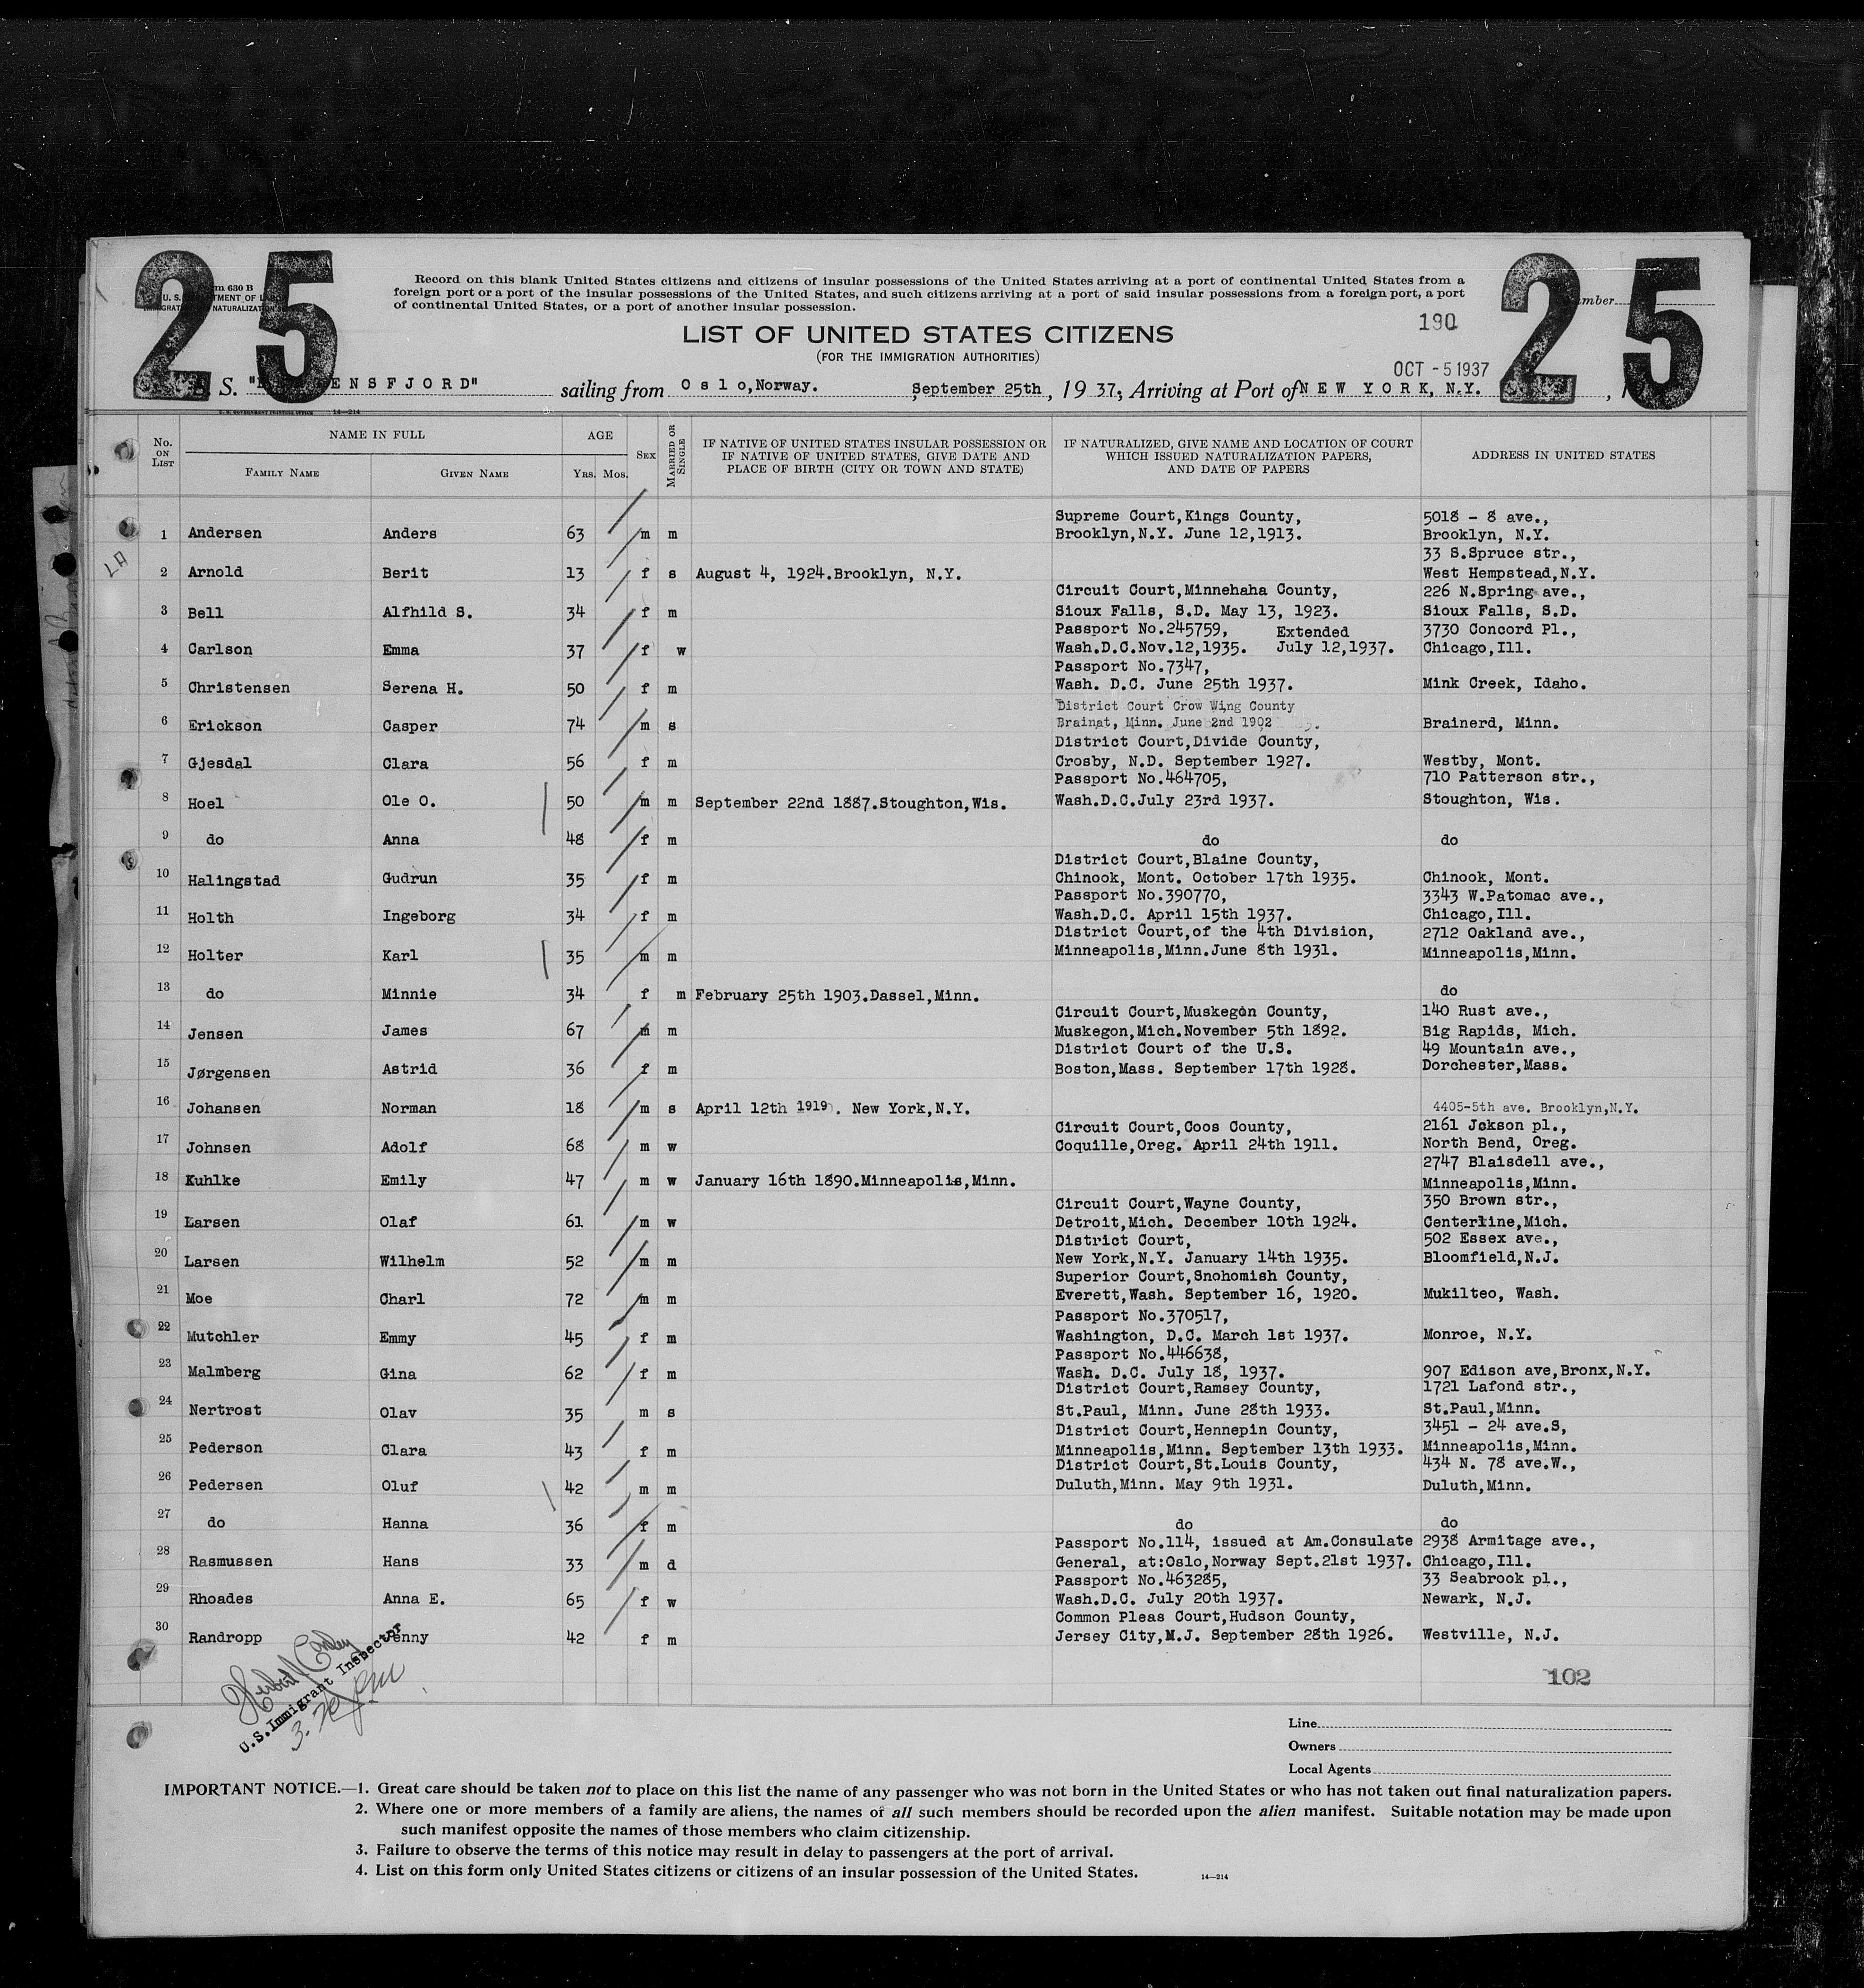 25
25
m 630 B
U. S. TMENT OF LABOR
NATURALIZATION
Record on this blank United States citizens and citizens of insular possessions of the United States arriving at a port of continental United States from a
foreign port or a port of the insular possessions of the United States, and such citizens arriving at a port of said insular possessions from a foreign port, a port
of continental United States, or a port of another insular possession.
mber
190
LIST OF UNITED STATES CITIZENS
(FOR THE IMMIGRATION AUTHORITIES)
OCT - 5 1937
S. ENSFJORD" sailing from O s l o, Norway. September 25th, 19 37, Arriving at Port of N E W Y O R K, N.Y.
U. S. GOVERNMENT PRINTING OFFICE 14—214
No. ON LIST
NAME IN FULL
FAMILY NAME
GIVEN NAME
AGE
Yrs. Mos.
SEX
MARRIED OR SINGLE
IF NATIVE OF UNITED STATES INSULAR POSSESSION OR
IF NATIVE OF UNITED STATES, GIVE DATE AND
PLACE OF BIRTH (CITY OR TOWN AND STATE)
IF NATURALIZED, GIVE NAME AND LOCATION OF COURT
WHICH ISSUED NATURALIZATION PAPERS,
AND DATE OF PAPERS
ADDRESS IN UNITED STATES
Supreme Court, Kings County, 5018 - 8 ave.,
1 Andersen Anders 63 m m Brooklyn, N.Y. June 12, 1913. Brooklyn, N.Y.
LA
33 S.Spruce str.,
2 Arnold Berit 13 f s August 4, 1924.Brooklyn, N.Y. West Hempstead, N.Y.
Circuit Court, Minnehaha County, 226 N.Spring ave.,
3 Bell Alfhild S. 34 f m Sioux Falls, S.D. May 13, 1923. Sioux Falls, S.D.
Passport No.245759, Extended 3730 Concord Pl.,
4 Carlson Emma 37 f w Wash.D.C.Nov.12,1935. July 12,1937. Chicago, Ill.
Passport No.7347,
5 Christensen Serena H. 50 f m Wash. D.C. June 25th 1937. Mink Creek, Idaho.
District Court Crow Wing County
6 Erickson Casper 74 m s Brainat, Minn. June 2nd 1902 Brainerd, Minn.
District Court, Divide County,
7 Gjesdal Clara 56 f m Crosby, N.D. September 1927. Westby, Mont.
Passport No.464705, 710 Patterson str.,
8 Hoel Ole O. 50 m m September 22nd 1887.Stoughton, Wis. Wash.D.C.July 23rd 1937. Stoughton, Wis.
9 do Anna 48 f m do do
District Court, Blaine County,
10 Halingstad Gudrun 35 f m Chinook, Mont. October 17th 1935. Chinook, Mont.
Passport No.390770, 3343 W.Patomac ave.,
11 Holth Ingeborg 34 f m Wash.D.C. April 15th 1937. Chicago, Ill.
District Court, of the 4th Division, 2712 Oakland ave.,
12 Holter Karl 35 m m Minneapolis, Minn. June 8th 1931. Minneapolis, Minn.
13 do Minnie 34 f m February 25th 1903.Dassel, Minn. do
Circuit Court, Muskegon County, 140 Rust ave.,
14 Jensen James 67 m m Muskegon, Mich. November 5th 1892. Big Rapids, Mich.
District Court of the U.S. 49 Mountain ave.,
15 Jørgensen Astrid 36 f m Boston, Mass. September 17th 1928. Dorchester, Mass.
16 Johansen Norman 18 m s April 12th 1919. New York, N.Y. 4405-5th ave. Brooklyn, N.Y.
Circuit Court, Coos County, 2161 Jokson pl.,
17 Johnsen Adolf 68 m w Coquille, Oreg. April 24th 1911. North Bend, Oreg.
2747 Blaisdell ave.,
18 Kuhlke Emily 47 m w January 16th 1890.Minneapolis, Minn. Minneapolis, Minn.
Circuit Court, Wayne County, 350 Brown str.,
19 Larsen Olaf 61 m w Detroit, Mich. December 10th 1924. Centerline, Mich.
District Court, 502 Essex ave.,
20 Larsen Wilhelm 52 m m New York, N.Y. January 14th 1935. Bloomfield, N.J.
Superior Court, Snohomish County,
21 Moe Charl 72 m m Everett, Wash. September 16, 1920. Mukilteo, Wash.
Passport No.370517,
22 Mutchler Emmy 45 f m Washington, D.C. March 1st 1937. Monroe, N.Y.
Passport No.446638,
23 Malmberg Gina 62 f m Wash. D.C. July 18, 1937. 907 Edison ave, Bronx, N.Y.
District Court, Ramsey County, 1721 Lafond str.,
24 Nertrost Olav 35 m s St.Paul, Minn. June 28th 1933. St.Paul, Minn.
District Court, Hennepin County, 3451 - 24 ave.S,
25 Pederson Clara 43 f m Minneapolis, Minn. September 13th 1933. Minneapolis, Minn.
District Court, St.Louis County, 434 N. 78 ave.W.,
26 Pedersen Oluf 42 m m Duluth, Minn. May 9th 1931. Duluth, Minn.
27 do Hanna 36 f m do do
Passport No.114, issued at Am.Consulate 2938 Armitage ave.,
28 Rasmussen Hans 33 m d General, at:Oslo, Norway Sept.21st 1937. Chicago, Ill.
Passport No.463285, 33 Seabrook pl.,
29 Rhoades Anna E. 65 f w Wash.D.C. July 20th 1937. Newark, N.J.
Common Pleas Court, Hudson County,
30 Randropp Jenny 42 f m Jersey City, M.J. September 28th 1926. Westville, N.J.
U.S. Immigrant Inspector
102
Line
Owners
Local Agents
IMPORTANT NOTICE.—1. Great care should be taken not to place on this list the name of any passenger who was not born in the United States or who has not taken out final naturalization papers.
2. Where one or more members of a family are aliens, the names of all such members should be recorded upon the alien manifest. Suitable notation may be made upon
such manifest opposite the names of those members who claim citizenship.
3. Failure to observe the terms of this notice may result in delay to passengers at the port of arrival.
4. List on this form only United States citizens or citizens of an insular possession of the United States.
14—214